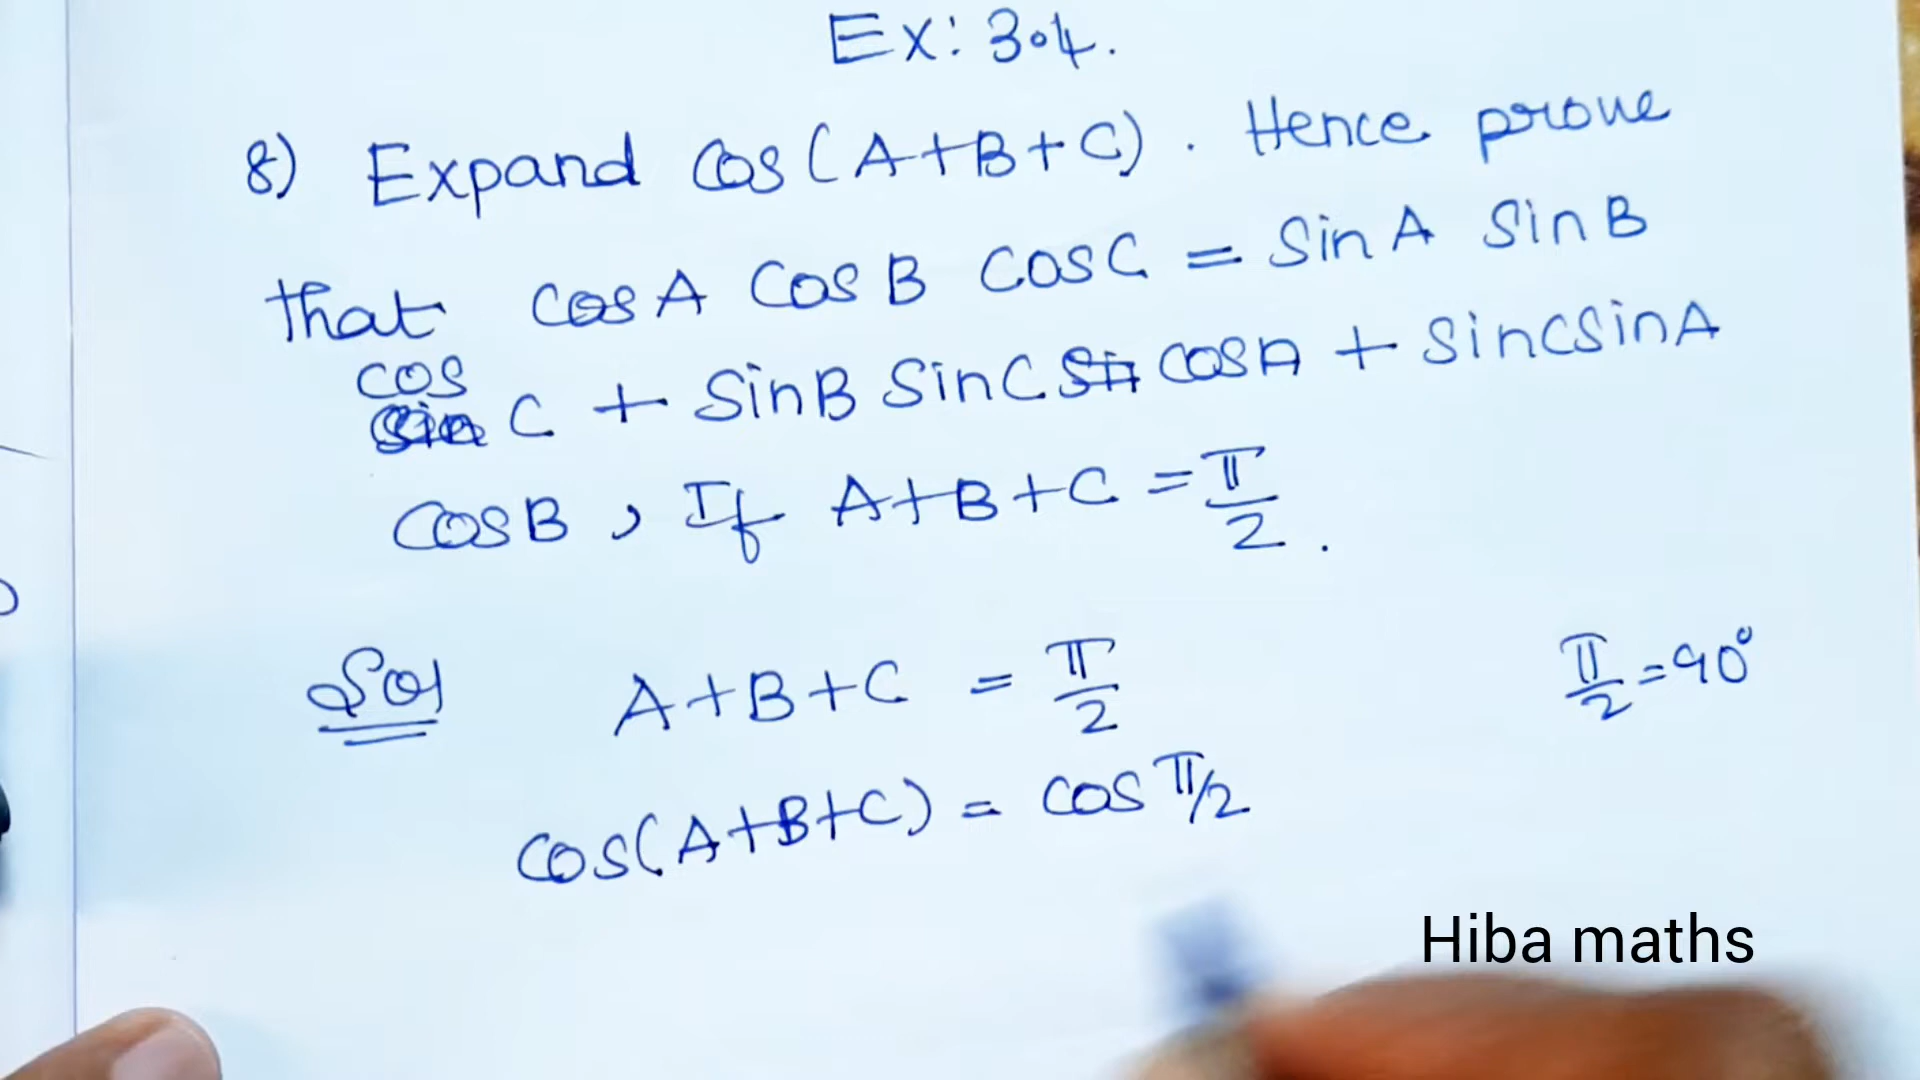 Ex: 3.4.
8) Expand cos(A+B+C). Hence prove
that cosA cosB cosC = sinA sinB
cos
C + sinB sinC cosA + sinCsinA
cosB, If A+B+C = π/2.
Sol A+B+C = π/2 π/2 = 90°
cos(A+B+C) = cos π/2
Hiba maths